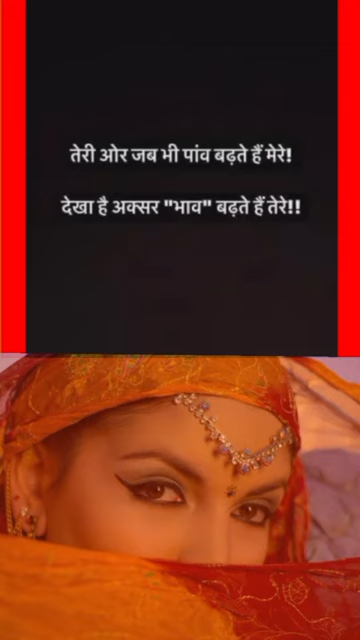 तेरी ओर जब भी पांव बढ़ते हैं मेरे!
देखा है अक्सर "भाव" बढ़ते हैं तेरे!!